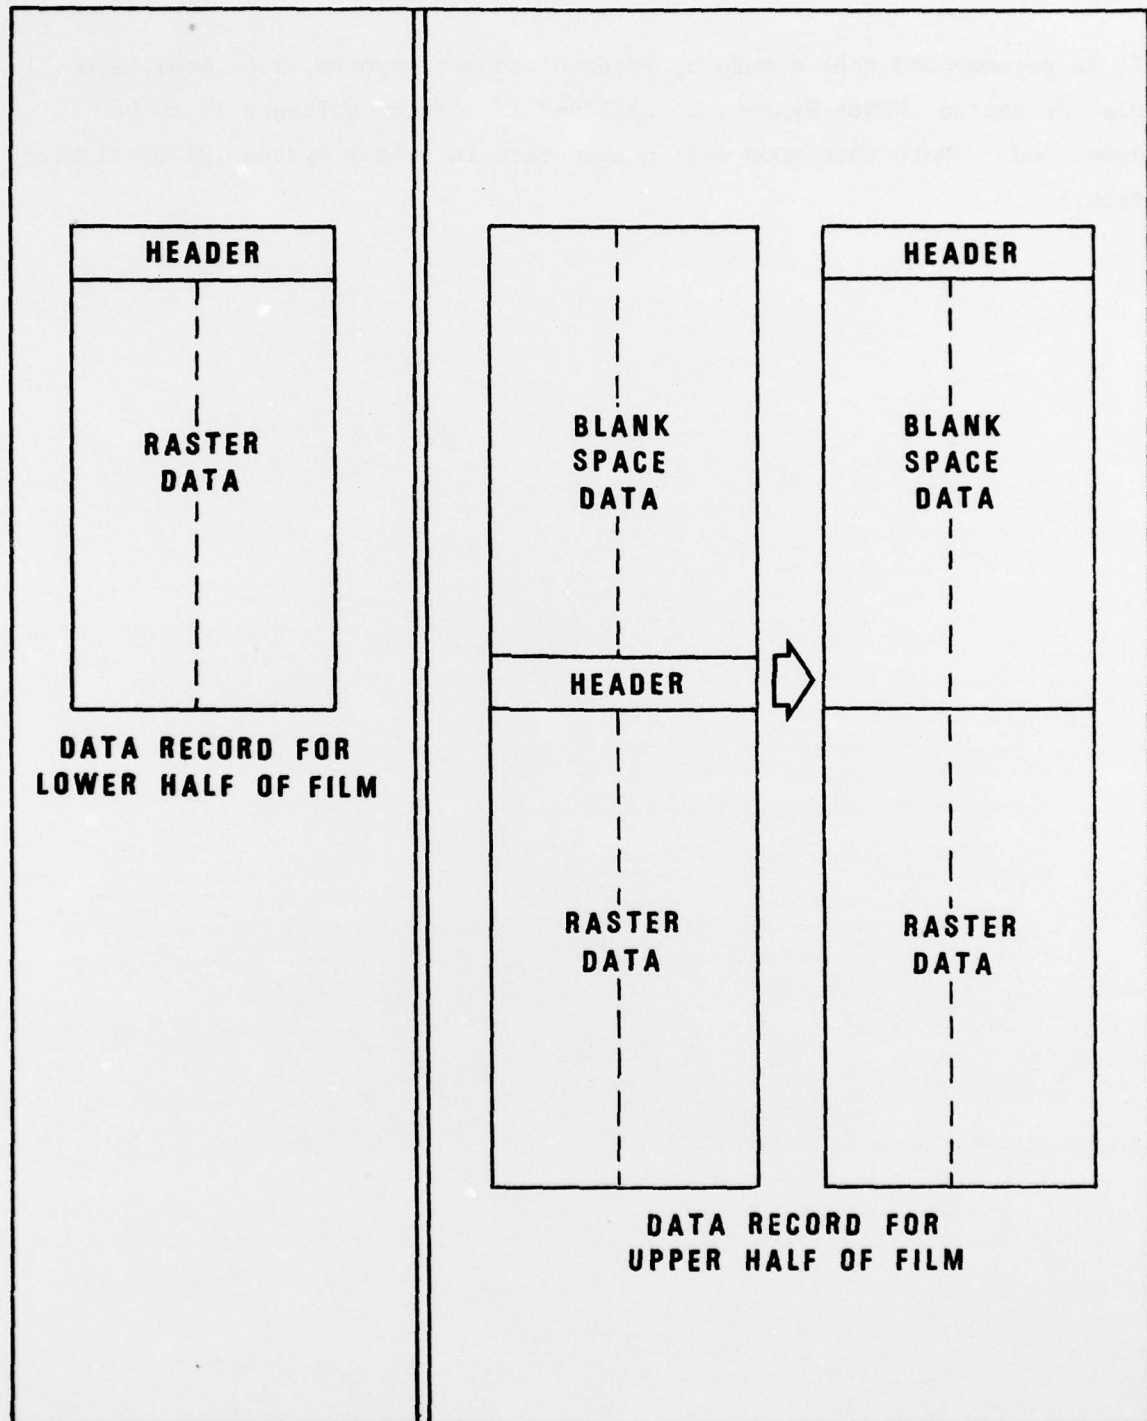 HEADER
RASTER
DATA
DATA RECORD FOR
LOWER HALF OF FILM
BLANK
SPACE
DATA
HEADER
RASTER
DATA
HEADER
BLANK
SPACE
DATA
RASTER
DATA
DATA RECORD FOR
UPPER HALF OF FILM